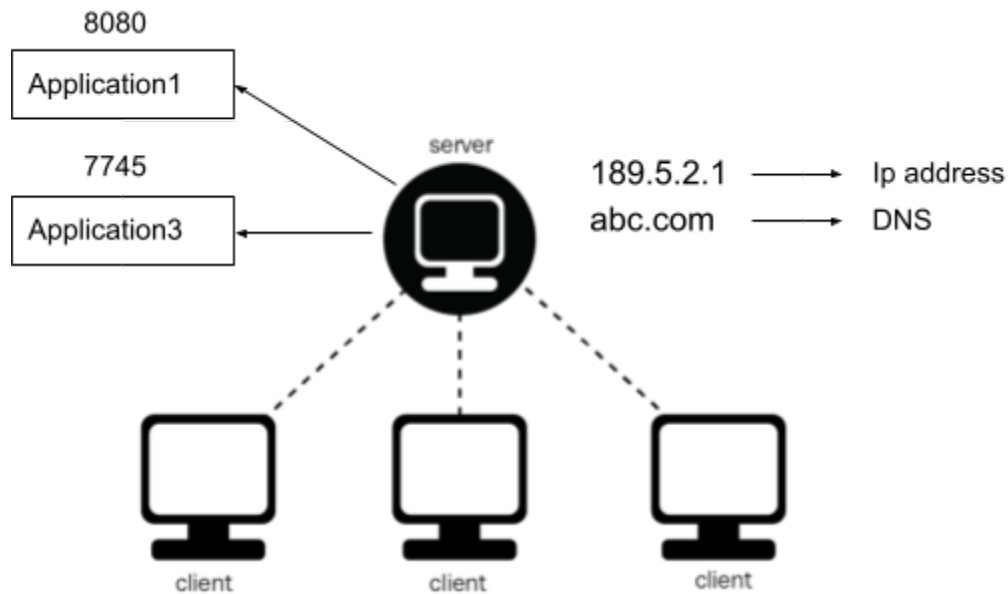 8080
Application1
7745
Application3
server
189.5.2.1
Ip address
abc.com
DNS
client
client
client